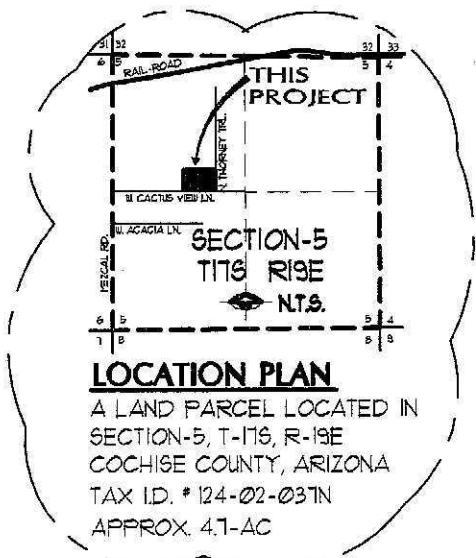 31 32 32 33
6 5 5 4
RAIL-ROAD
THIS
PROJECT
N. THORNEY TRL.
W. CACTUS VIEW LN.
W. AGACIA LN.
MEZCAL RD.
SECTION-5
T17S R19E
N.T.S.
6 5 5 4
7 8 8 9
LOCATION PLAN
A LAND PARCEL LOCATED IN
SECTION-5, T-17S, R-19E
COCHISE COUNTY, ARIZONA
TAX I.D. # 124-02-037N
APPROX. 4.7-AC